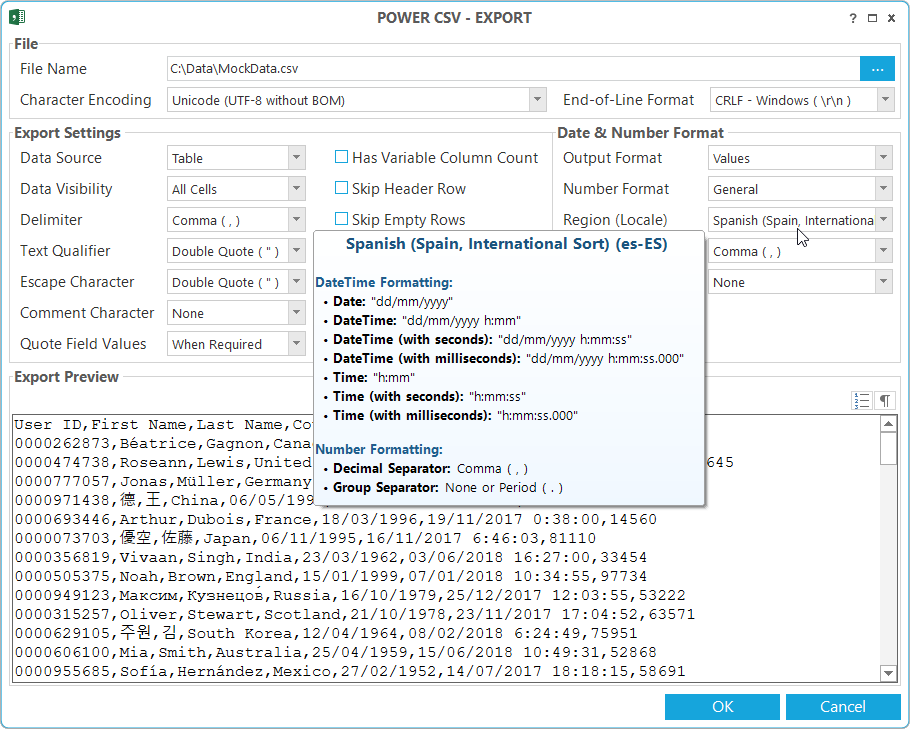 POWER CSV - EXPORT
?
x
File
File Name
C:\Data\MockData.csv
...
Character Encoding
Unicode (UTF-8 without BOM)
End-of-Line Format
CRLF - Windows ( \r\n )
Export Settings
Date & Number Format
Data Source
Table
Has Variable Column Count
Output Format
Values
Data Visibility
All Cells
Skip Header Row
Number Format
General
Delimiter
Comma ( , )
Skip Empty Rows
Region (Locale)
Spanish (Spain, Internationa
Text Qualifier
Double Quote ( " )
Comma ( , )
Escape Character
Double Quote ( " )
None
Comment Character
None
Quote Field Values
When Required
Spanish (Spain, International Sort) (es-ES)
DateTime Formatting:
• Date: "dd/mm/yyyy"
• DateTime: "dd/mm/yyyy h:mm"
• DateTime (with seconds): "dd/mm/yyyy h:mm:ss"
• DateTime (with milliseconds): "dd/mm/yyyy h:mm:ss.000"
• Time: "h:mm"
• Time (with seconds): "h:mm:ss"
• Time (with milliseconds): "h:mm:ss.000"
Number Formatting:
• Decimal Separator: Comma ( , )
• Group Separator: None or Period ( . )
Export Preview
1
2
3
¶
User ID,First Name,Last Name,Co
0000262873,Béatrice,Gagnon,Cana
0000474738,Roseann,Lewis,United 645
0000777057,Jonas,Müller,Germany
0000971438,德,王,China,06/05/199
0000693446,Arthur,Dubois,France,18/03/1996,19/11/2017 0:38:00,14560
0000073703,優空,佐藤,Japan,06/11/1995,16/11/2017 6:46:03,81110
0000356819,Vivaan,Singh,India,23/03/1962,03/06/2018 16:27:00,33454
0000505375,Noah,Brown,England,15/01/1999,07/01/2018 10:34:55,97734
0000949123,Максим,Кузнецо́в,Russia,16/10/1979,25/12/2017 12:03:55,53222
0000315257,Oliver,Stewart,Scotland,21/10/1978,23/11/2017 17:04:52,63571
0000629105,주원,김,South Korea,12/04/1964,08/02/2018 6:24:49,75951
0000606100,Mia,Smith,Australia,25/04/1959,15/06/2018 10:49:31,52868
0000955685,Sofía,Hernández,Mexico,27/02/1952,14/07/2017 18:18:15,58691
OK
Cancel